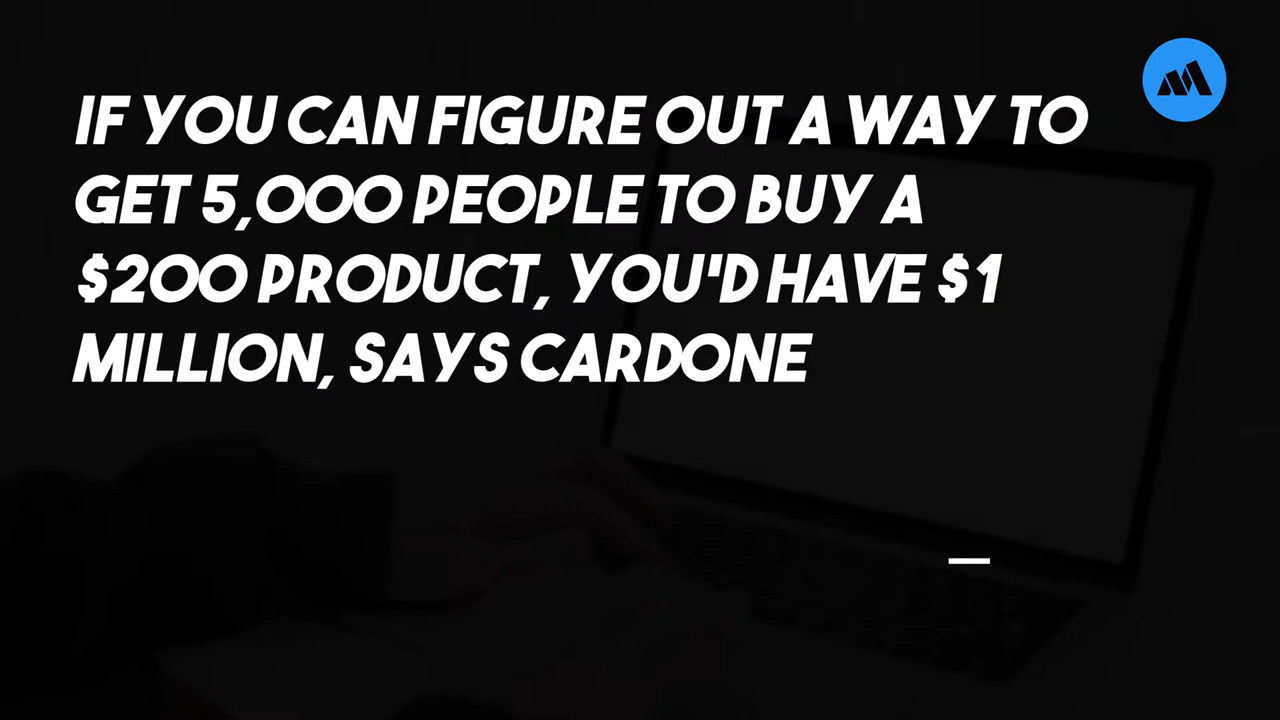 IF YOU CAN FIGURE OUT A WAY TO
GET 5,000 PEOPLE TO BUY A
$200 PRODUCT, YOU'D HAVE $1
MILLION, SAYS CARDONE